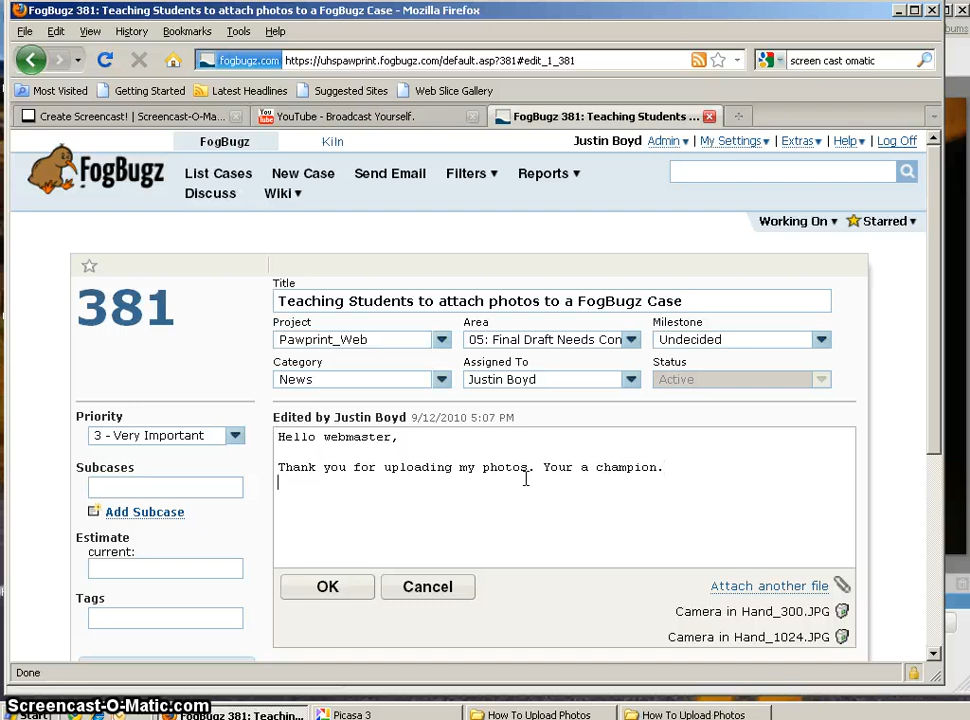 FogBugz 381: Teaching Students to attach photos to a FogBugz Case - Mozilla Firefox
File Edit View History Bookmarks Tools Help
fogbugz.com https://uhspawprint.fogbugz.com/default.asp?381#edit_1_381 screen cast omatic
Most Visited Getting Started Latest Headlines Suggested Sites Web Slice Gallery
Create Screencast! | Screencast-O-Ma... YouTube - Broadcast Yourself. FogBugz 381: Teaching Students ...
FogBugz Kiln Justin Boyd Admin My Settings Extras Help Log Off
FogBugz List Cases New Case Send Email Filters Reports
Discuss Wiki
Working On Starred
381
Title
Teaching Students to attach photos to a FogBugz Case
Project Area Milestone
Pawprint_Web 05: Final Draft Needs Con Undecided
Category Assigned To Status
News Justin Boyd Active
Priority
3 - Very Important
Subcases
Add Subcase
Estimate
current:
Tags
Edited by Justin Boyd 9/12/2010 5:07 PM
Hello webmaster,
Thank you for uploading my photos. Your a champion.
OK Cancel Attach another file
Camera in Hand_300.JPG
Camera in Hand_1024.JPG
Done
Screencast-O-Matic.com
Start FogBugz 381: Teachin... Picasa 3 How To Upload Photos How To Upload Photos